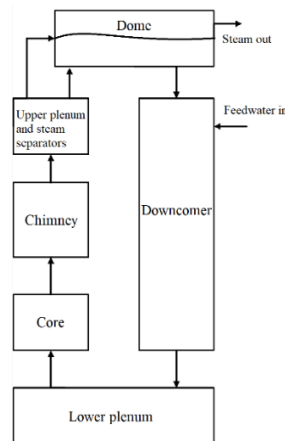 Dome
Steam out
Upper plenum
and steam
separators
Feedwater in
Chimney
Downcomer
Core
Lower plenum